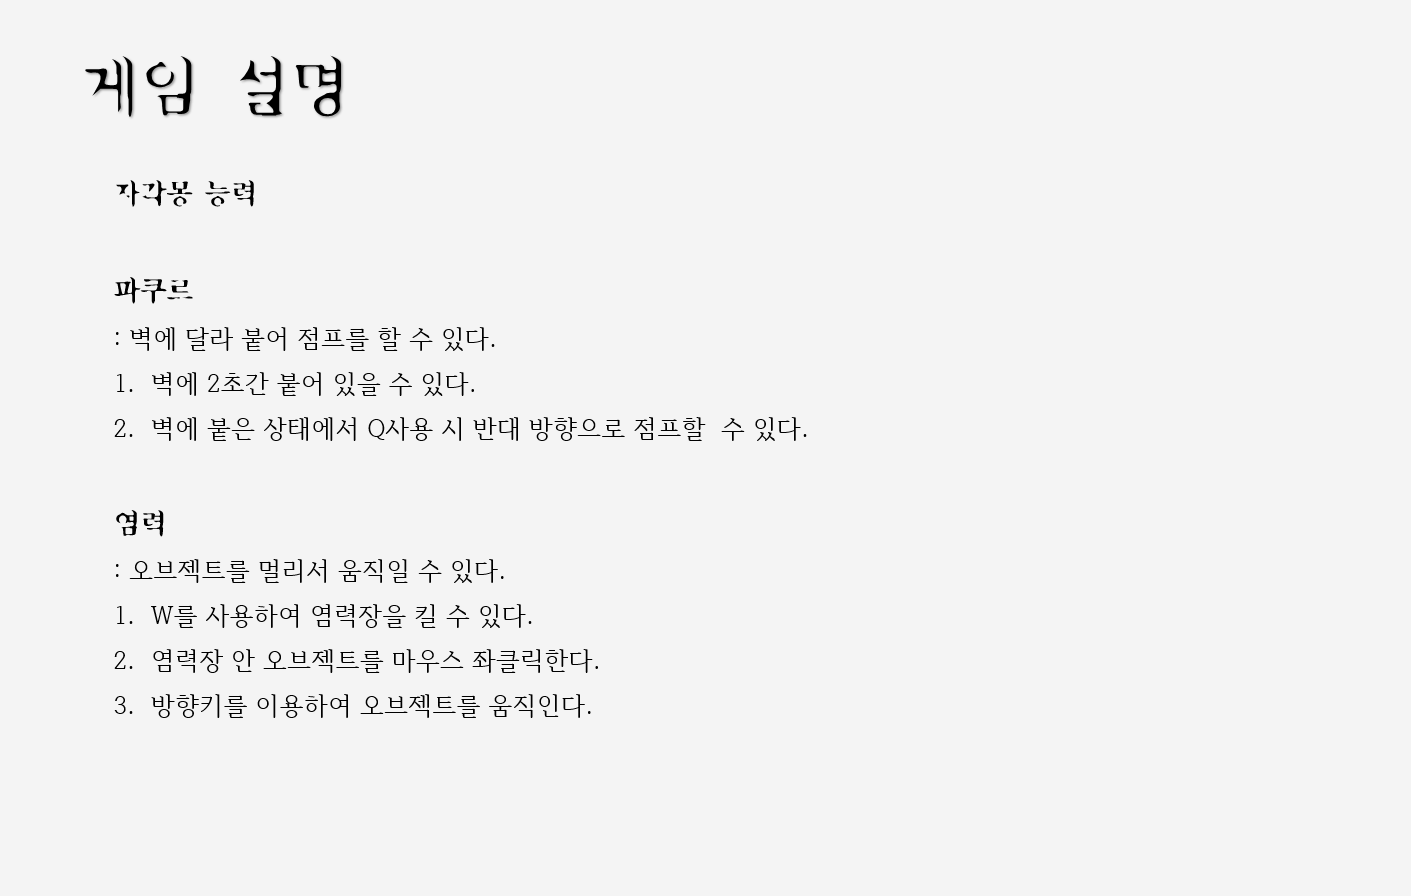 게임 설명
자각몽 능력
파쿠르
: 벽에 달라 붙어 점프를 할 수 있다.
1. 벽에 2초간 붙어 있을 수 있다.
2. 벽에 붙은 상태에서 Q사용 시 반대 방향으로 점프할 수 있다.
염력
: 오브젝트를 멀리서 움직일 수 있다.
1. W를 사용하여 염력장을 킬 수 있다.
2. 염력장 안 오브젝트를 마우스 좌클릭한다.
3. 방향키를 이용하여 오브젝트를 움직인다.